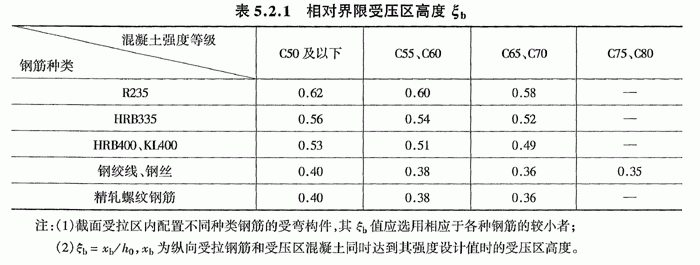 表 5.2.1 相对界限受压区高度 ξb
混凝土强度等级
钢筋种类
C50 及以下 C55、C60 C65、C70 C75、C80
R235 0.62 0.60 0.58 —
HRB335 0.56 0.54 0.52 —
HRB400、KL400 0.53 0.51 0.49 —
钢绞线、钢丝 0.40 0.38 0.36 0.35
精轧螺纹钢筋 0.40 0.38 0.36 —
注:(1)截面受拉区内配置不同种类钢筋的受弯构件,其 ξb 值应选用相应于各种钢筋的较小者;
(2)ξb = xb/h0,xb 为纵向受拉钢筋和受压区混凝土同时达到其强度设计值时的受压区高度。